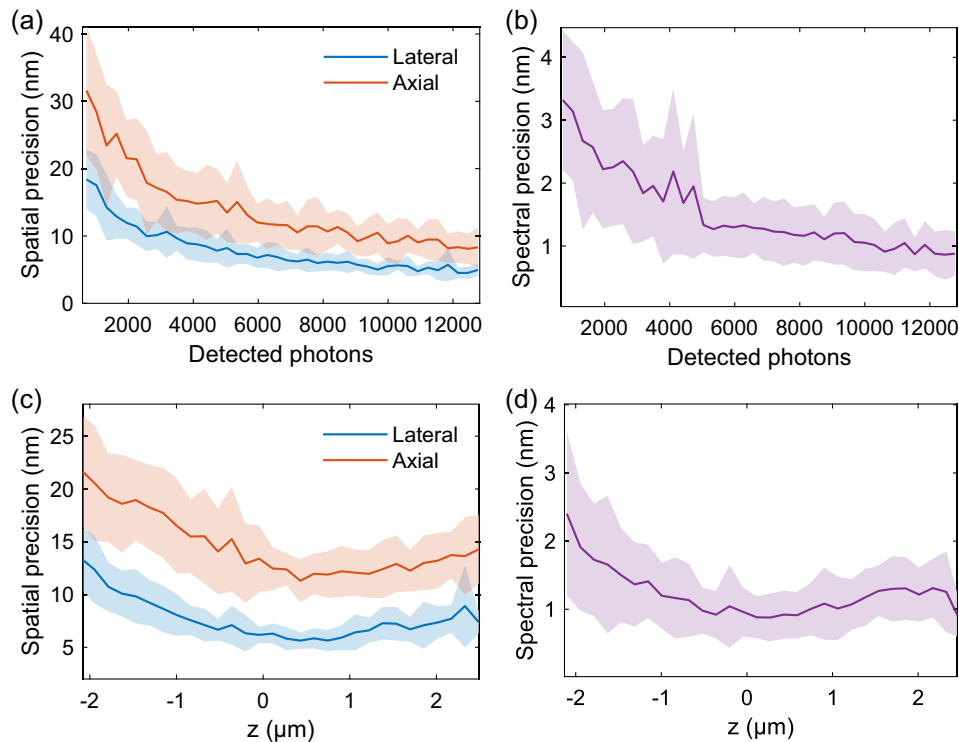 (a)
Spatial precision (nm)
40
30
20
10
0
Lateral
Axial
2000 4000 6000 8000 10000 12000
Detected photons
(b)
Spectral precision (nm)
4
3
2
1
2000 4000 6000 8000 10000 12000
Detected photons
(c)
Spatial precision (nm)
25
20
15
10
5
Lateral
Axial
-2 -1 0 1 2
z (μm)
(d)
Spectral precision (nm)
4
3
2
1
-2 -1 0 1 2
z (μm)